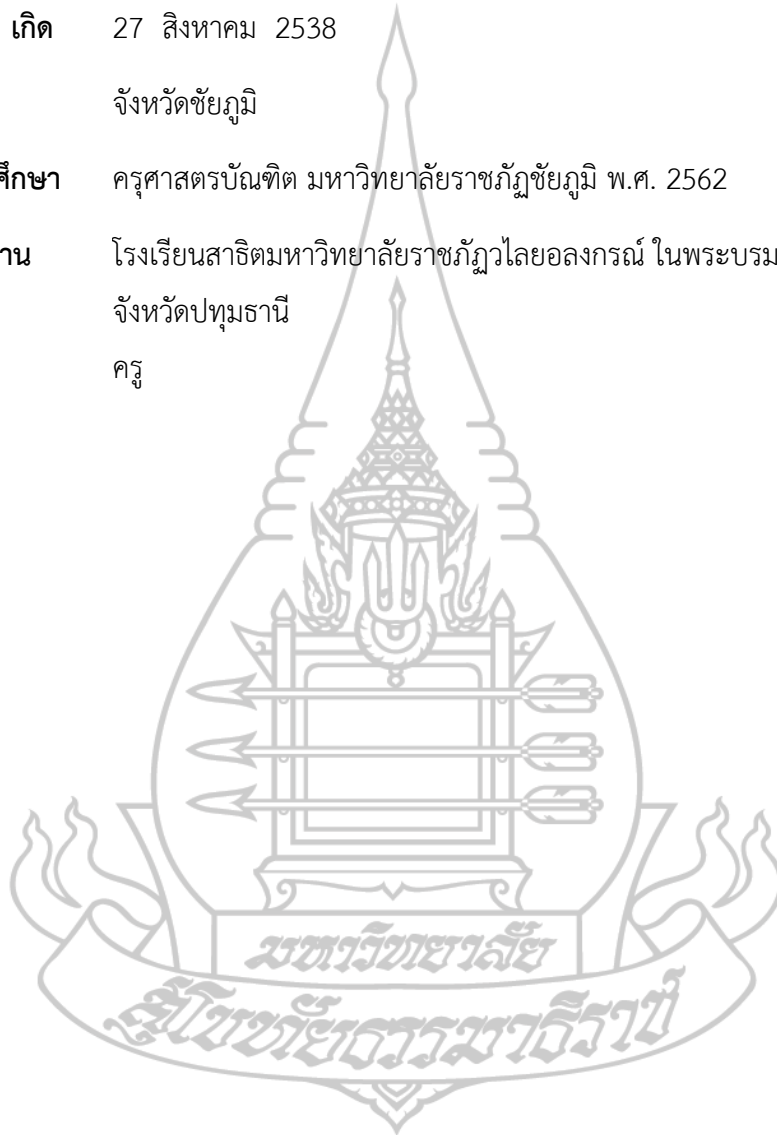 เกิด 27 สิงหาคม 2538
จังหวัดชัยภูมิ
ศึกษา ครุศาสตรบัณฑิต มหาวิทยาลัยราชภัฏชัยภูมิ พ.ศ. 2562
าน โรงเรียนสาธิตมหาวิทยาลัยราชภัฏวไลยอลงกรณ์ ในพระบรม
จังหวัดปทุมธานี
ครู
มหาวิทยาลัย
สุโขทัยธรรมาธิราช